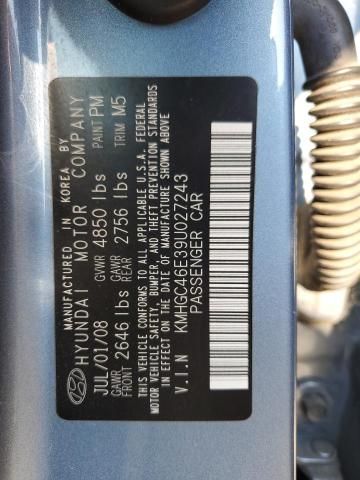 MANUFACTURED IN KOREA BY
HYUNDAI MOTOR COMPANY
JUL/01/08 GVWR 4850 lbs PAINT PM
GAWR FRONT 2646 lbs GAWR REAR 2756 lbs TRIM M5
THIS VEHICLE CONFORMS TO ALL APPLICABLE U.S.A. FEDERAL
MOTOR VEHICLE SAFETY, BUMPER, AND THEFT PREVENTION STANDARDS
IN EFFECT ON THE DATE OF MANUFACTURE SHOWN ABOVE
V.I.N KMHGC46E39U027243
PASSENGER CAR